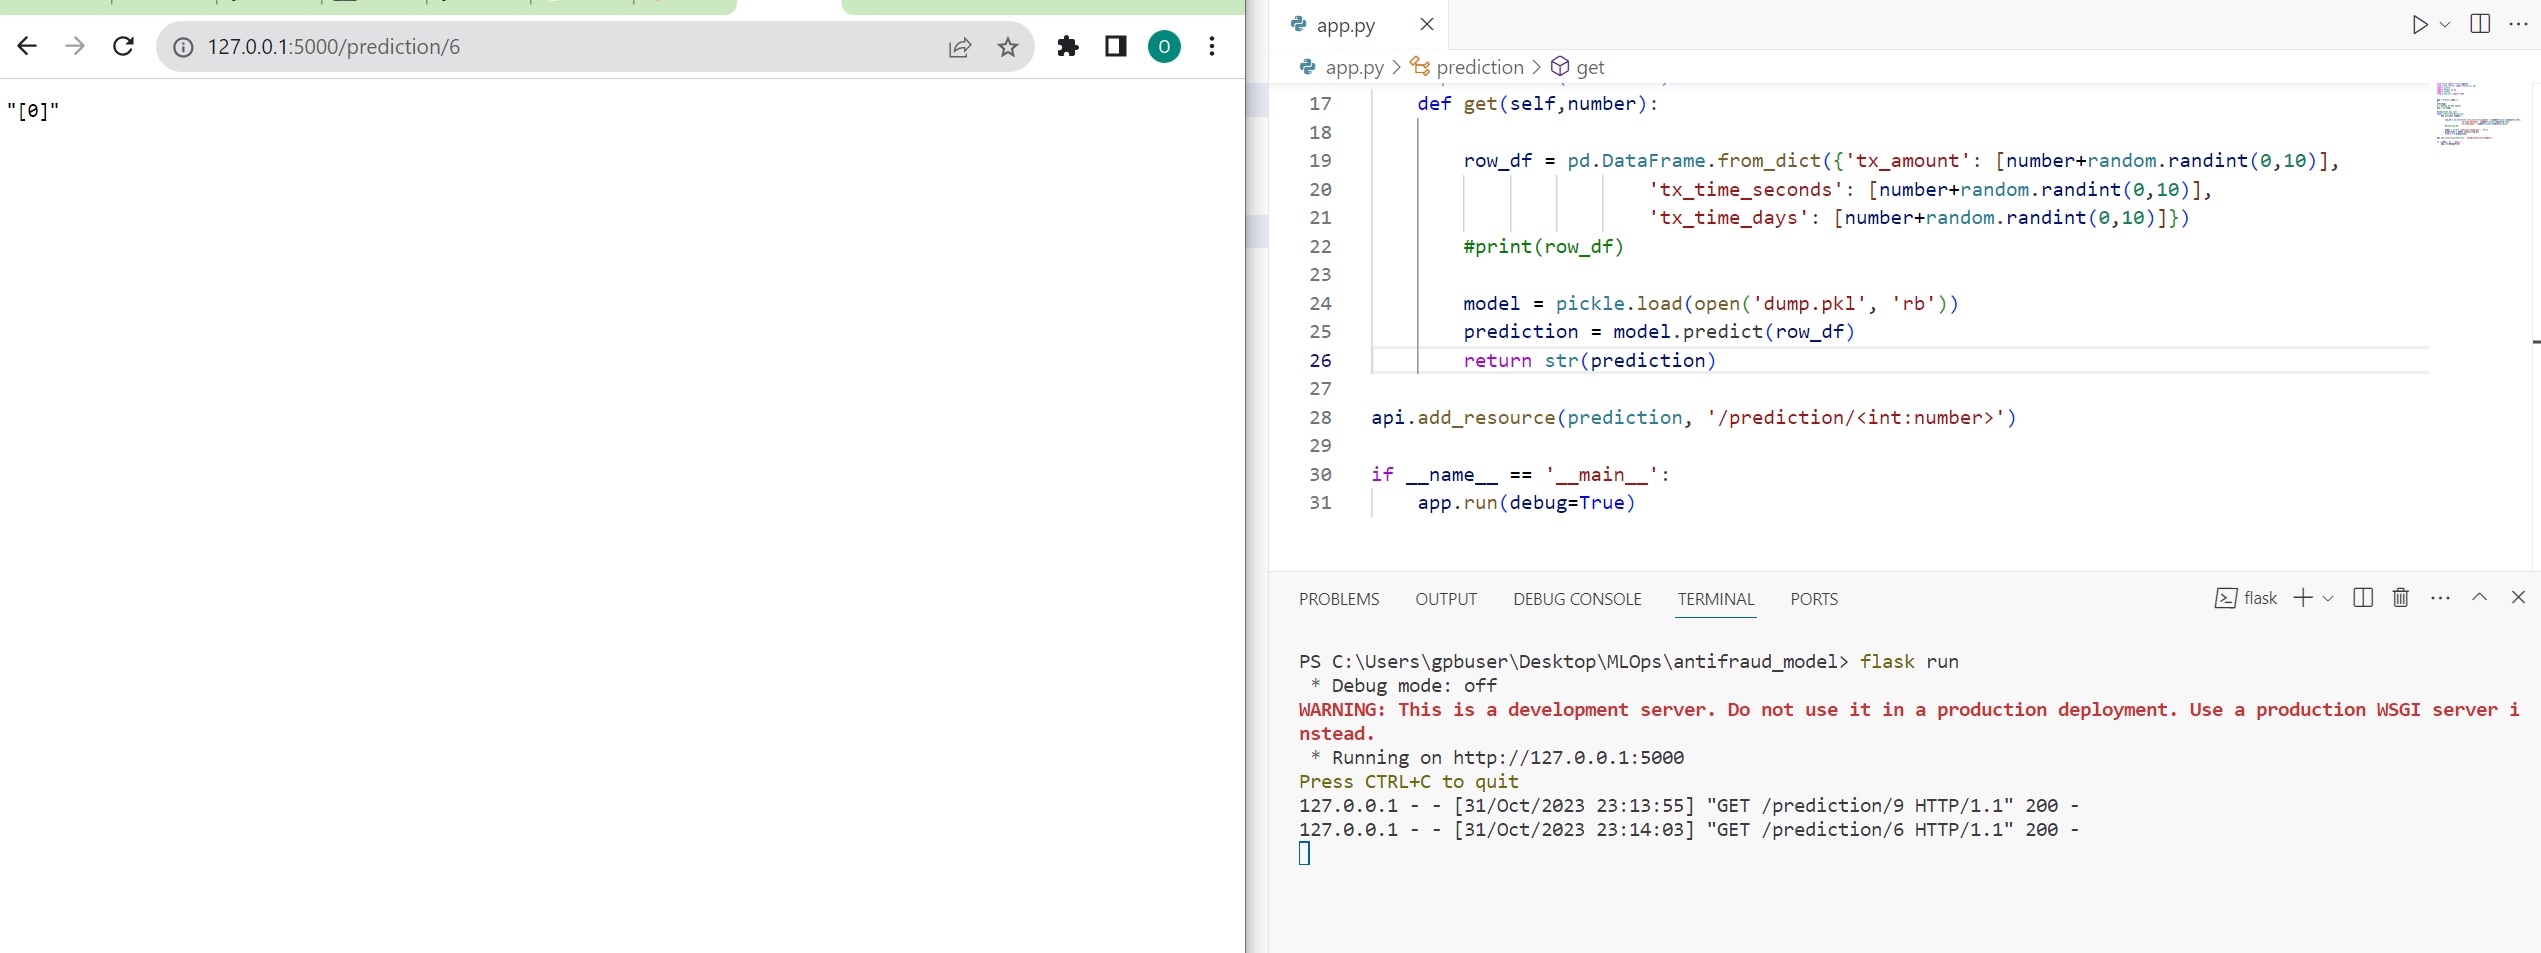 127.0.0.1:5000/prediction/6
O
"[0]"
app.py
app.py > prediction > get
17 def get(self,number):
18
19 row_df = pd.DataFrame.from_dict({'tx_amount': [number+random.randint(0,10)],
20 'tx_time_seconds': [number+random.randint(0,10)],
21 'tx_time_days': [number+random.randint(0,10)]})
22 #print(row_df)
23
24 model = pickle.load(open('dump.pkl', 'rb'))
25 prediction = model.predict(row_df)
26 return str(prediction)
27
28 api.add_resource(prediction, '/prediction/<int:number>')
29
30 if __name__ == '__main__':
31 app.run(debug=True)
PROBLEMS OUTPUT DEBUG CONSOLE TERMINAL PORTS flask
PS C:\Users\gpbuser\Desktop\MLOps\antifraud_model> flask run
* Debug mode: off
WARNING: This is a development server. Do not use it in a production deployment. Use a production WSGI server i
nstead.
* Running on http://127.0.0.1:5000
Press CTRL+C to quit
127.0.0.1 - - [31/Oct/2023 23:13:55] "GET /prediction/9 HTTP/1.1" 200 -
127.0.0.1 - - [31/Oct/2023 23:14:03] "GET /prediction/6 HTTP/1.1" 200 -